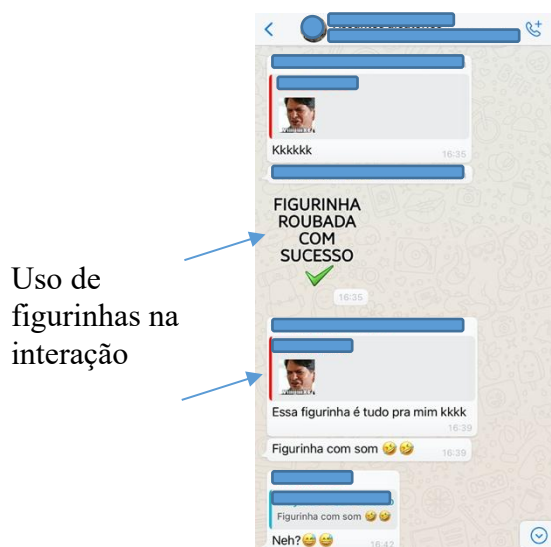 Kkkkkk
16:35
FIGURINHA
ROUBADA
COM
SUCESSO
16:35
Uso de
figurinhas na
interação
Essa figurinha é tudo pra mim kkkk
16:39
Figurinha com som 🤣🤣
16:39
Figurinha com som 🤣🤣
Neh?😅😅
16:42